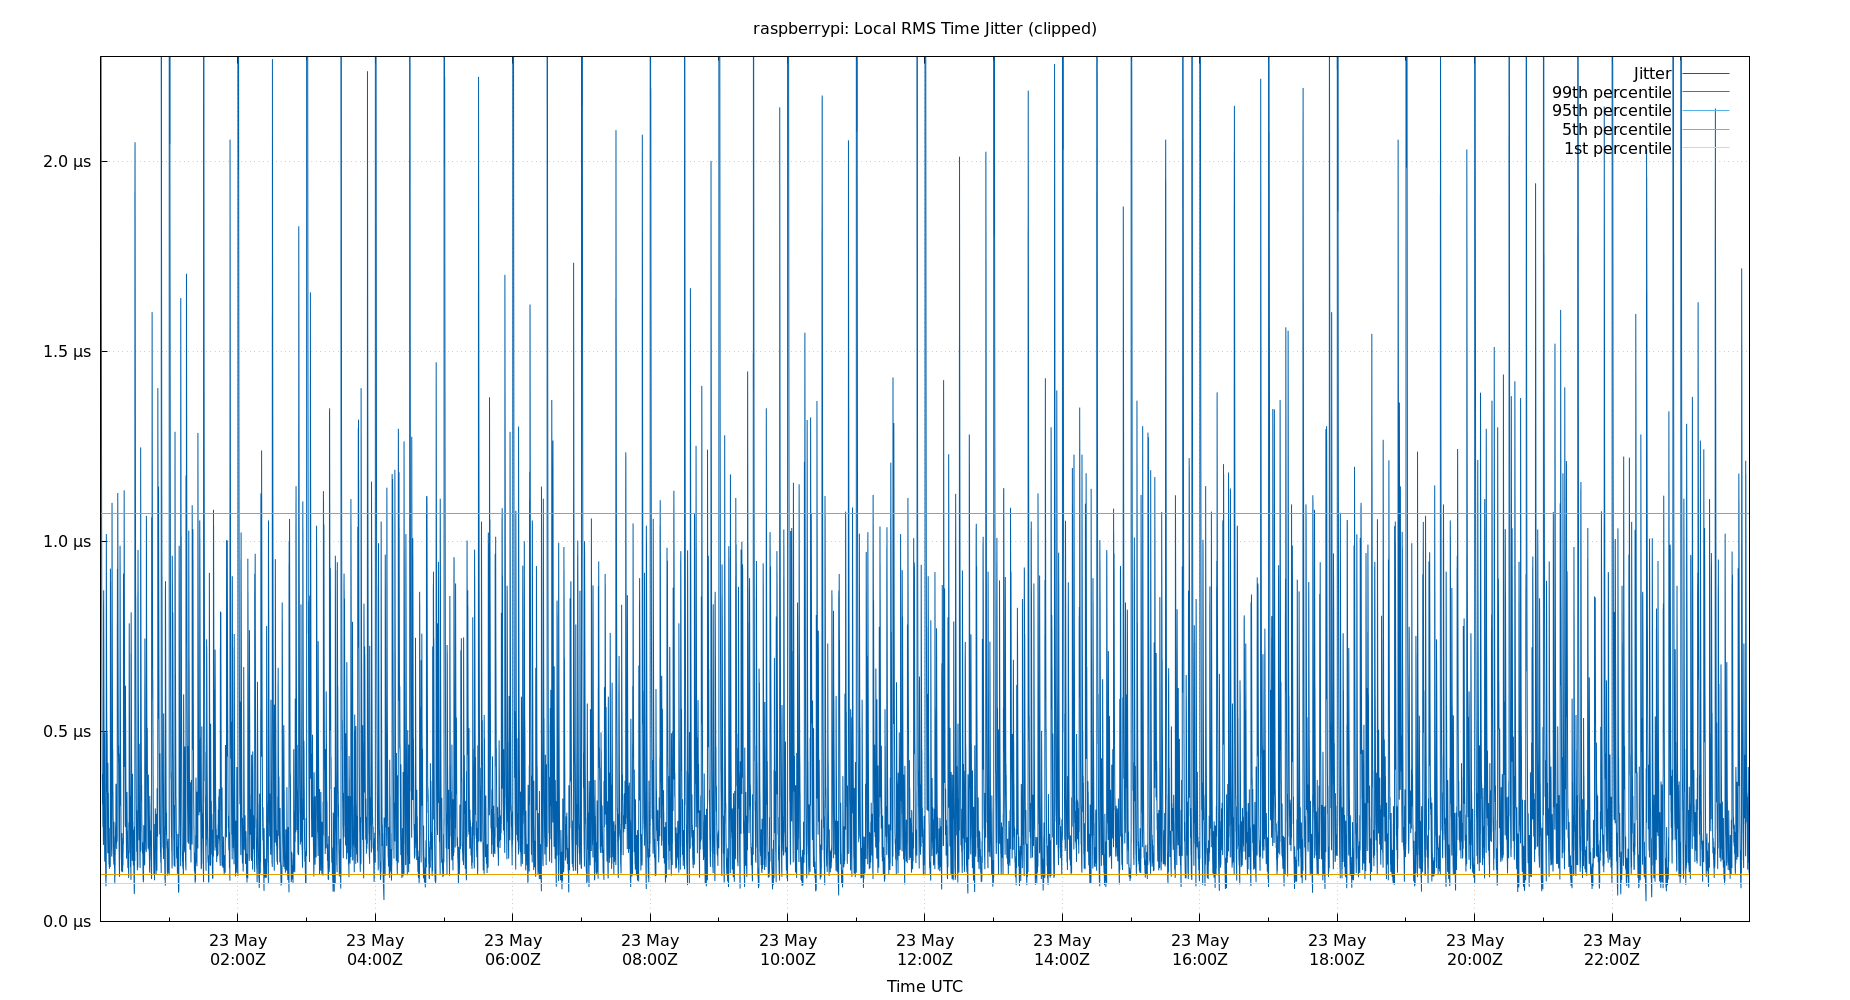 raspberrypi: Local RMS Time Jitter (clipped)
Jitter
99th percentile
95th percentile
5th percentile
1st percentile
2.0 µs
1.5 µs
1.0 µs
0.5 µs
0.0 µs
23 May 23 May 23 May 23 May 23 May 23 May 23 May 23 May 23 May 23 May 23 May
02:00Z 04:00Z 06:00Z 08:00Z 10:00Z 12:00Z 14:00Z 16:00Z 18:00Z 20:00Z 22:00Z
Time UTC